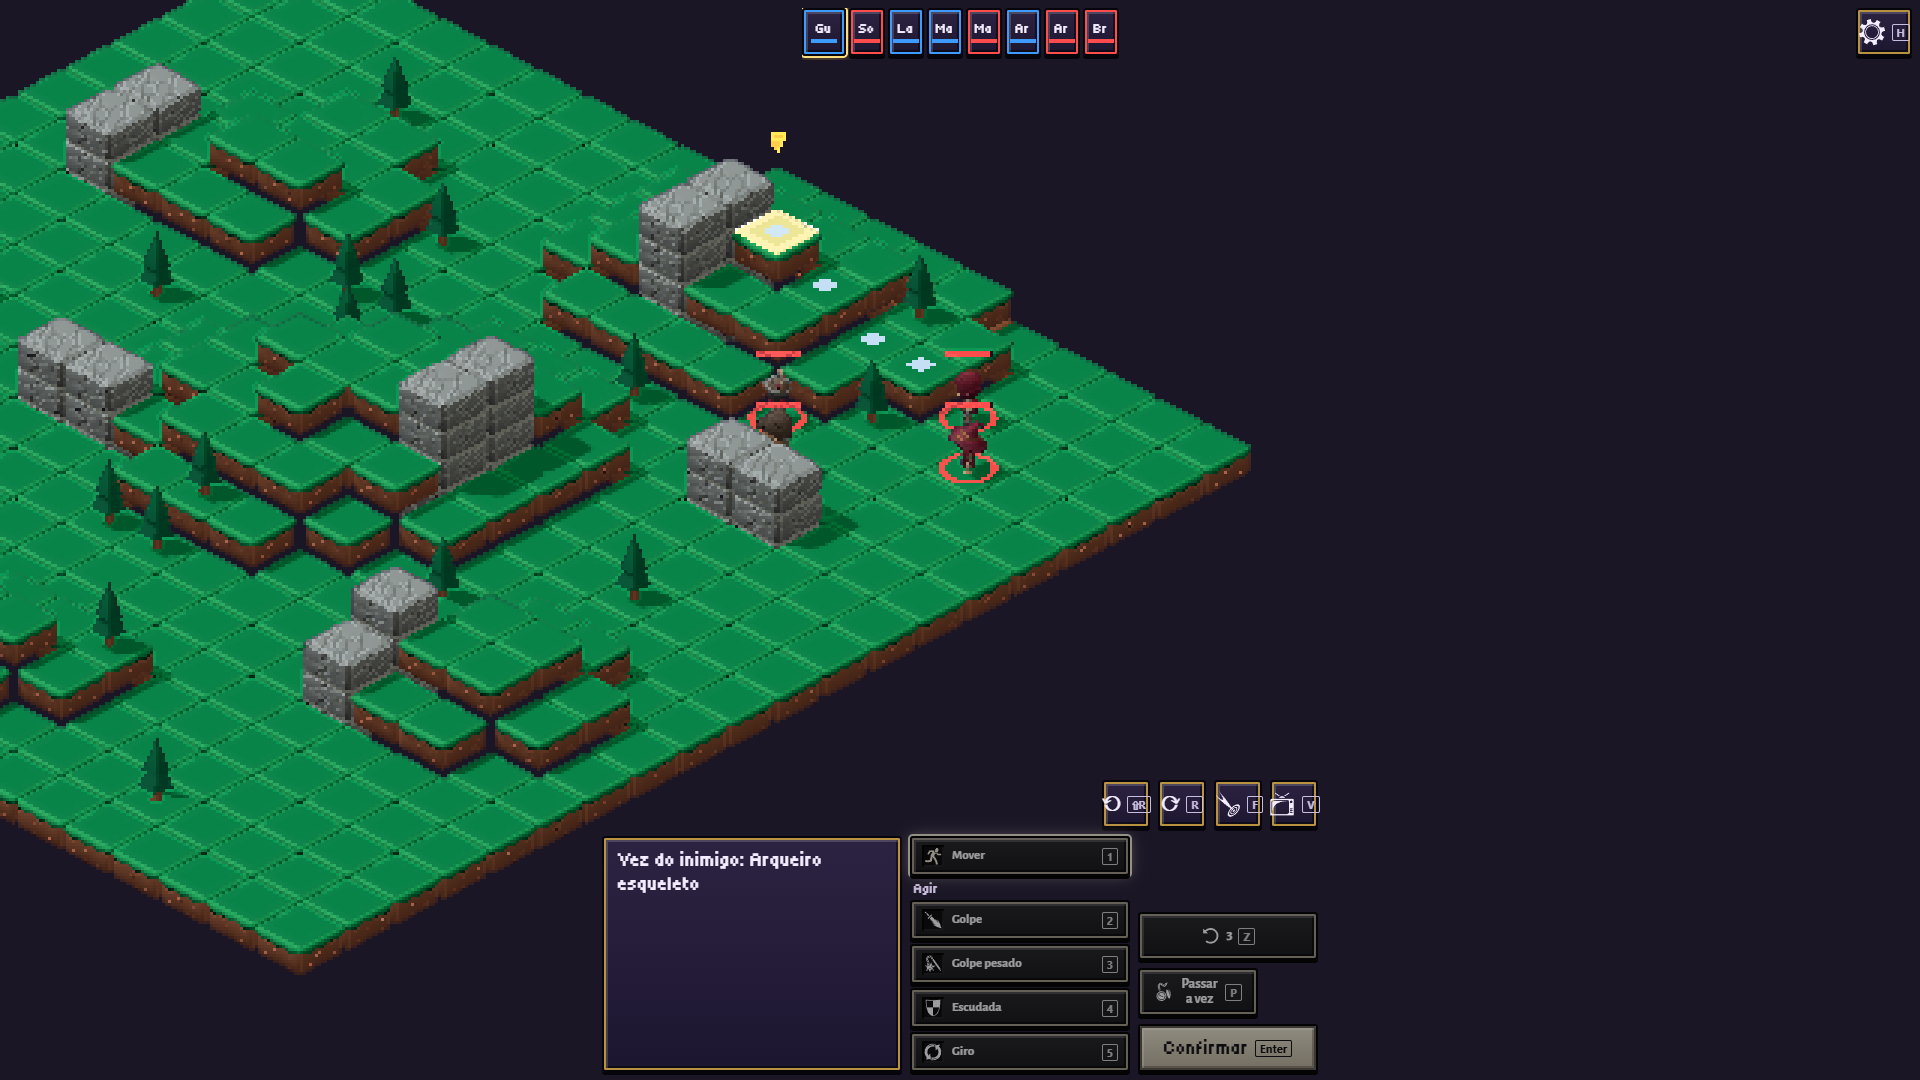 Gu So La Ma Ma Ar Ar Br
H
R R F V
Vez do inimigo: Arqueiro
esqueleto
Mover 1
Agir
Golpe 2
Golpe pesado 3
Escudada 4
Giro 5
3 Z
Passar
a vez P
Confirmar Enter